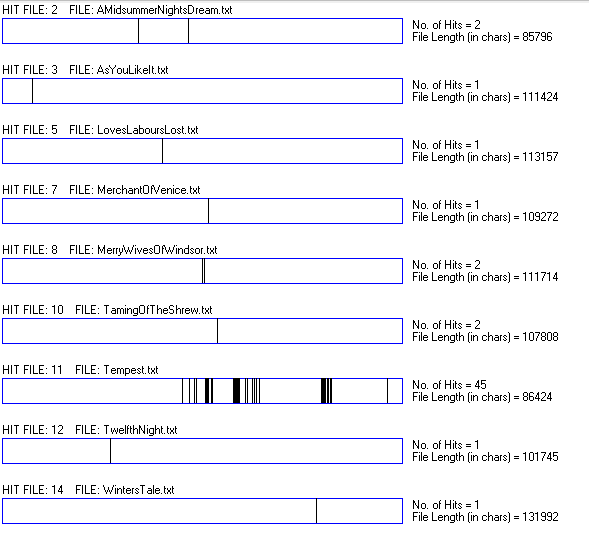 HIT FILE: 2 FILE: AMidsummerNightsDream.txt
No. of Hits = 2
File Length (in chars) = 85796
HIT FILE: 3 FILE: AsYouLikeIt.txt
No. of Hits = 1
File Length (in chars) = 111424
HIT FILE: 5 FILE: LovesLaboursLost.txt
No. of Hits = 1
File Length (in chars) = 113157
HIT FILE: 7 FILE: MerchantOfVenice.txt
No. of Hits = 1
File Length (in chars) = 109272
HIT FILE: 8 FILE: MerryWivesOfWindsor.txt
No. of Hits = 2
File Length (in chars) = 111714
HIT FILE: 10 FILE: TamingOfTheShrew.txt
No. of Hits = 2
File Length (in chars) = 107808
HIT FILE: 11 FILE: Tempest.txt
No. of Hits = 45
File Length (in chars) = 86424
HIT FILE: 12 FILE: TwelfthNight.txt
No. of Hits = 1
File Length (in chars) = 101745
HIT FILE: 14 FILE: WintersTale.txt
No. of Hits = 1
File Length (in chars) = 131992